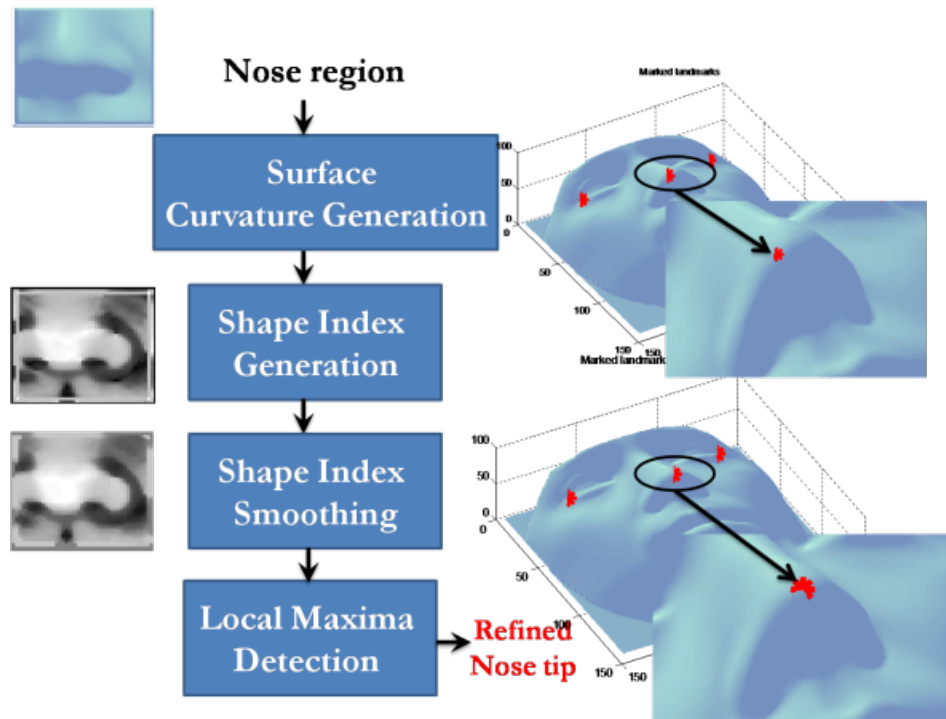 Nose region
Surface
Curvature Generation
Shape Index
Generation
Shape Index
Smoothing
Local Maxima
Detection
Refined
Nose tip
Marked landmarks
100
50
0
0
50
100
150
150
Marked landmarks
100
50
0
0
50
100
150
150